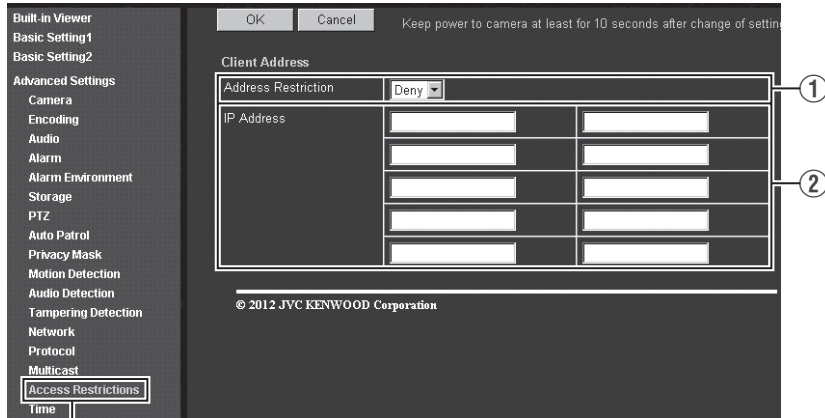 Built-in Viewer
Basic Setting1
Basic Setting2
Advanced Settings
Camera
Encoding
Audio
Alarm
Alarm Environment
Storage
PTZ
Auto Patrol
Privacy Mask
Motion Detection
Audio Detection
Tampering Detection
Network
Protocol
Multicast
Access Restrictions
Time
OK Cancel Keep power to camera at least for 10 seconds after change of settin
Client Address
Address Restriction Deny
IP Address
© 2012 JVC KENWOOD Corporation
①
②